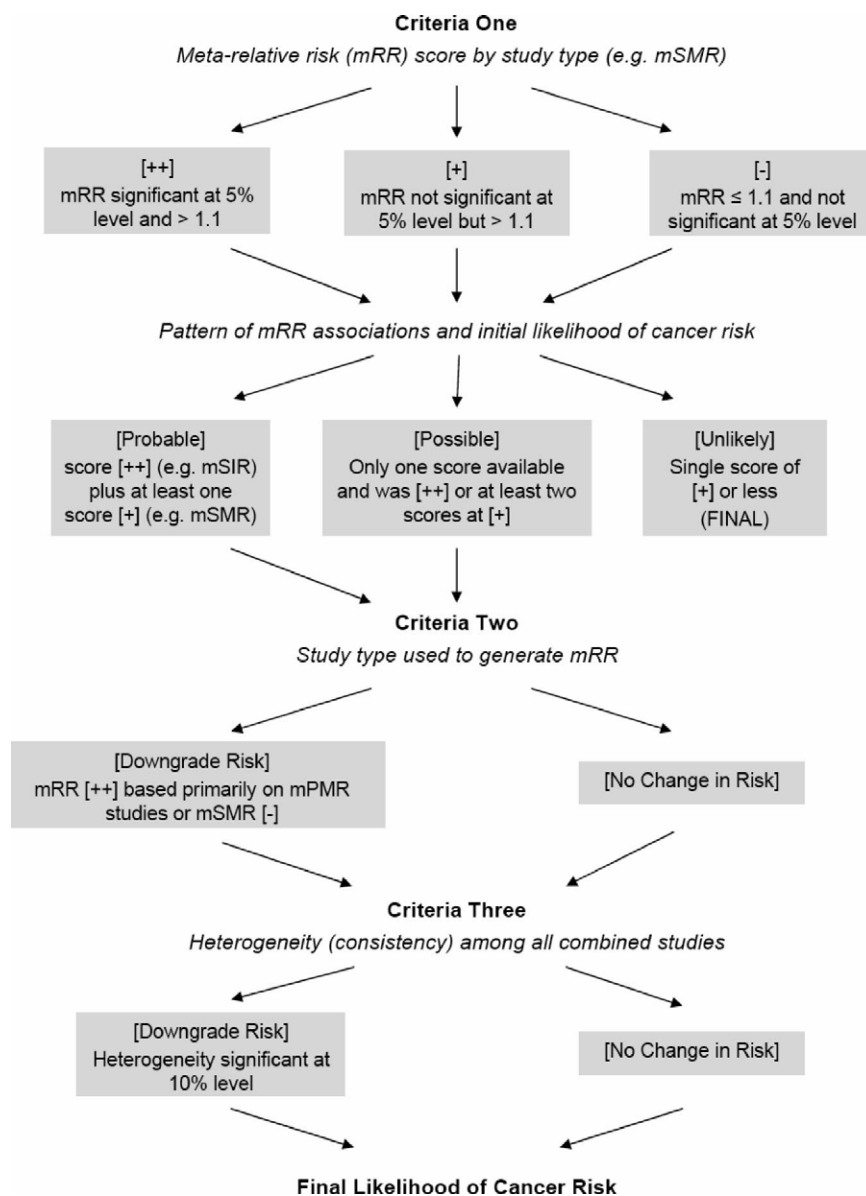 Criteria One
Meta-relative risk (mRR) score by study type (e.g. mSMR)
[++]
mRR significant at 5%
level and > 1.1
[+]
mRR not significant at
5% level but > 1.1
[-]
mRR ≤ 1.1 and not
significant at 5% level
Pattern of mRR associations and initial likelihood of cancer risk
[Probable]
score [++] (e.g. mSIR)
plus at least one
score [+] (e.g. mSMR)
[Possible]
Only one score available
and was [++] or at least two
scores at [+]
[Unlikely]
Single score of
[+] or less
(FINAL)
Criteria Two
Study type used to generate mRR
[Downgrade Risk]
mRR [++] based primarily on mPMR
studies or mSMR [-]
[No Change in Risk]
Criteria Three
Heterogeneity (consistency) among all combined studies
[Downgrade Risk]
Heterogeneity significant at
10% level
[No Change in Risk]
Final Likelihood of Cancer Risk